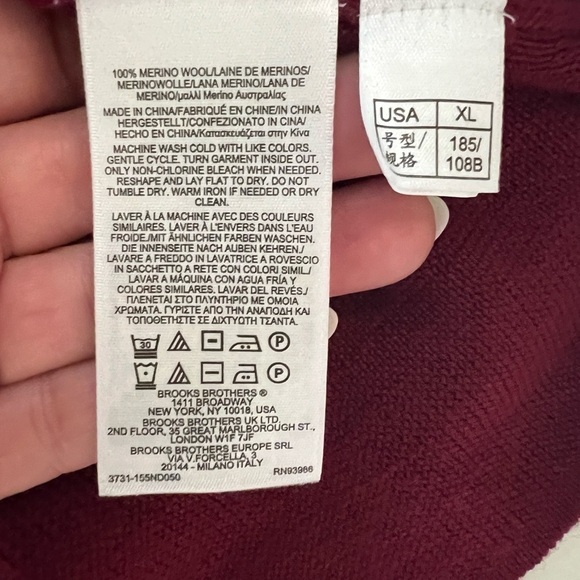 100% MERINO WOOL/LAINE DE MERINOS/
MERINOWOLLE/LANA MERINO/LANA DE
MERINO/μαλλί Merino Αυστραλίας
MADE IN CHINA/FABRIQUÉ EN CHINE/IN CHINA
HERGESTELLT/CONFEZIONATO IN CINA/
HECHO EN CHINA/Κατασκευάζεται στην Κίνα
MACHINE WASH COLD WITH LIKE COLORS.
GENTLE CYCLE. TURN GARMENT INSIDE OUT.
ONLY NON-CHLORINE BLEACH WHEN NEEDED.
RESHAPE AND LAY FLAT TO DRY. DO NOT
TUMBLE DRY. WARM IRON IF NEEDED OR DRY
CLEAN.
LAVER À LA MACHINE AVEC DES COULEURS
SIMILAIRES. LAVER À L'ENVERS DANS L'EAU
FROIDE./MIT ÄHNLICHEN FARBEN WASCHEN.
DIE INNENSEITE NACH AUßEN KEHREN./
LAVARE A FREDDO IN LAVATRICE A ROVESCIO
IN SACCHETTO A RETE CON COLORI SIMIL./
LAVAR A MÁQUINA CON AGUA FRÍA Y
COLORES SIMILARES. LAVAR DEL REVÉS./
ΠΛΕΝΕΤΑΙ ΣΤΟ ΠΛΥΝΤΗΡΙΟ ΜΕ ΟΜΟΙΑ
ΧΡΩΜΑΤΑ. ΓΥΡΙΣΤΕ ΑΠΟ ΤΗΝ ΑΝΑΠΟΔΗ ΚΑΙ
ΤΟΠΟΘΕΤΗΣΤΕ ΣΕ ΔΙΧΤΥΩΤΗ ΤΣΑΝΤΑ.
30 P
P
BROOKS BROTHERS ®
1411 BROADWAY
NEW YORK, NY 10018, USA
BROOKS BROTHERS UK LTD.
2ND FLOOR, 35 GREAT MARLBOROUGH ST.,
LONDON W1F 7JF
BROOKS BROTHERS EUROPE SRL
VIA V.FORCELLA, 3
20144 - MILANO ITALY
3731-155ND050 RN93966
USA XL
号型/ 185/
规格 108B